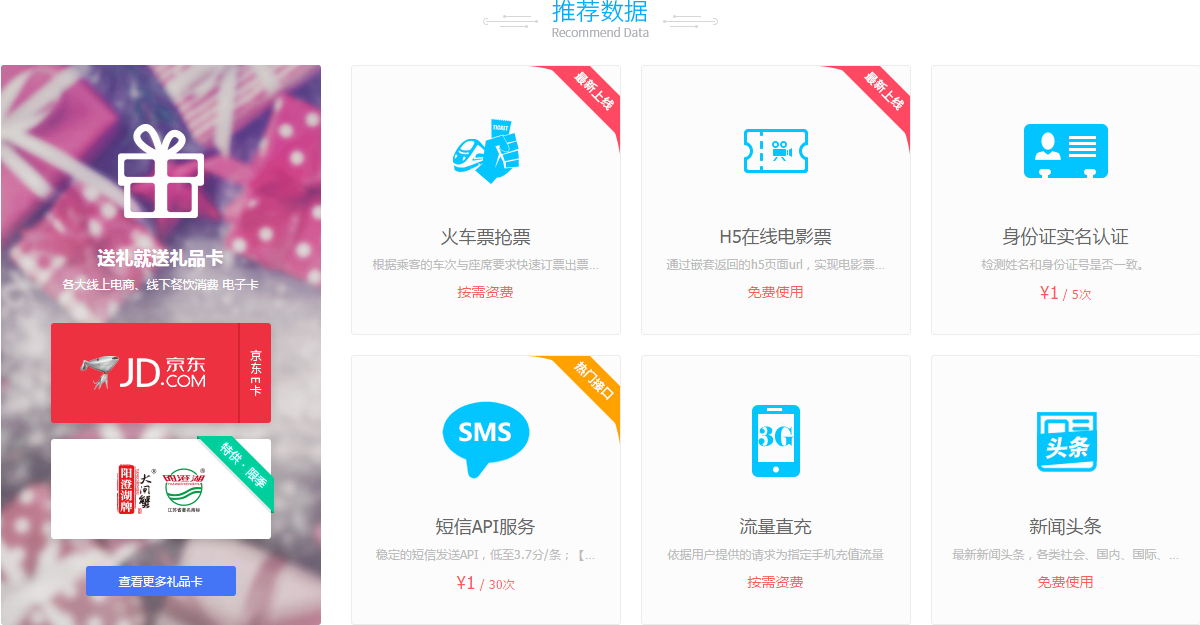 推荐数据
Recommend Data
送礼就送礼品卡
各大线上电商、线下餐饮消费 电子卡
JD.COM 京东
京东E卡
特供·限季
阳澄湖牌
大闸蟹
阳澄湖
查看更多礼品卡
最新上线
TICKET
火车票抢票
根据乘客的车次与座席要求快速订票出票...
按需资费
最新上线
H5在线电影票
通过嵌套返回的h5页面url，实现电影票...
免费使用
身份证实名认证
检测姓名和身份证号是否一致。
¥1 / 5次
热门接口
SMS
短信API服务
稳定的短信发送API，低至3.7分/条；【...
¥1 / 30次
3G
流量直充
依据用户提供的请求为指定手机充值流量
按需资费
头条
新闻头条
最新新闻头条，各类社会、国内、国际、...
免费使用